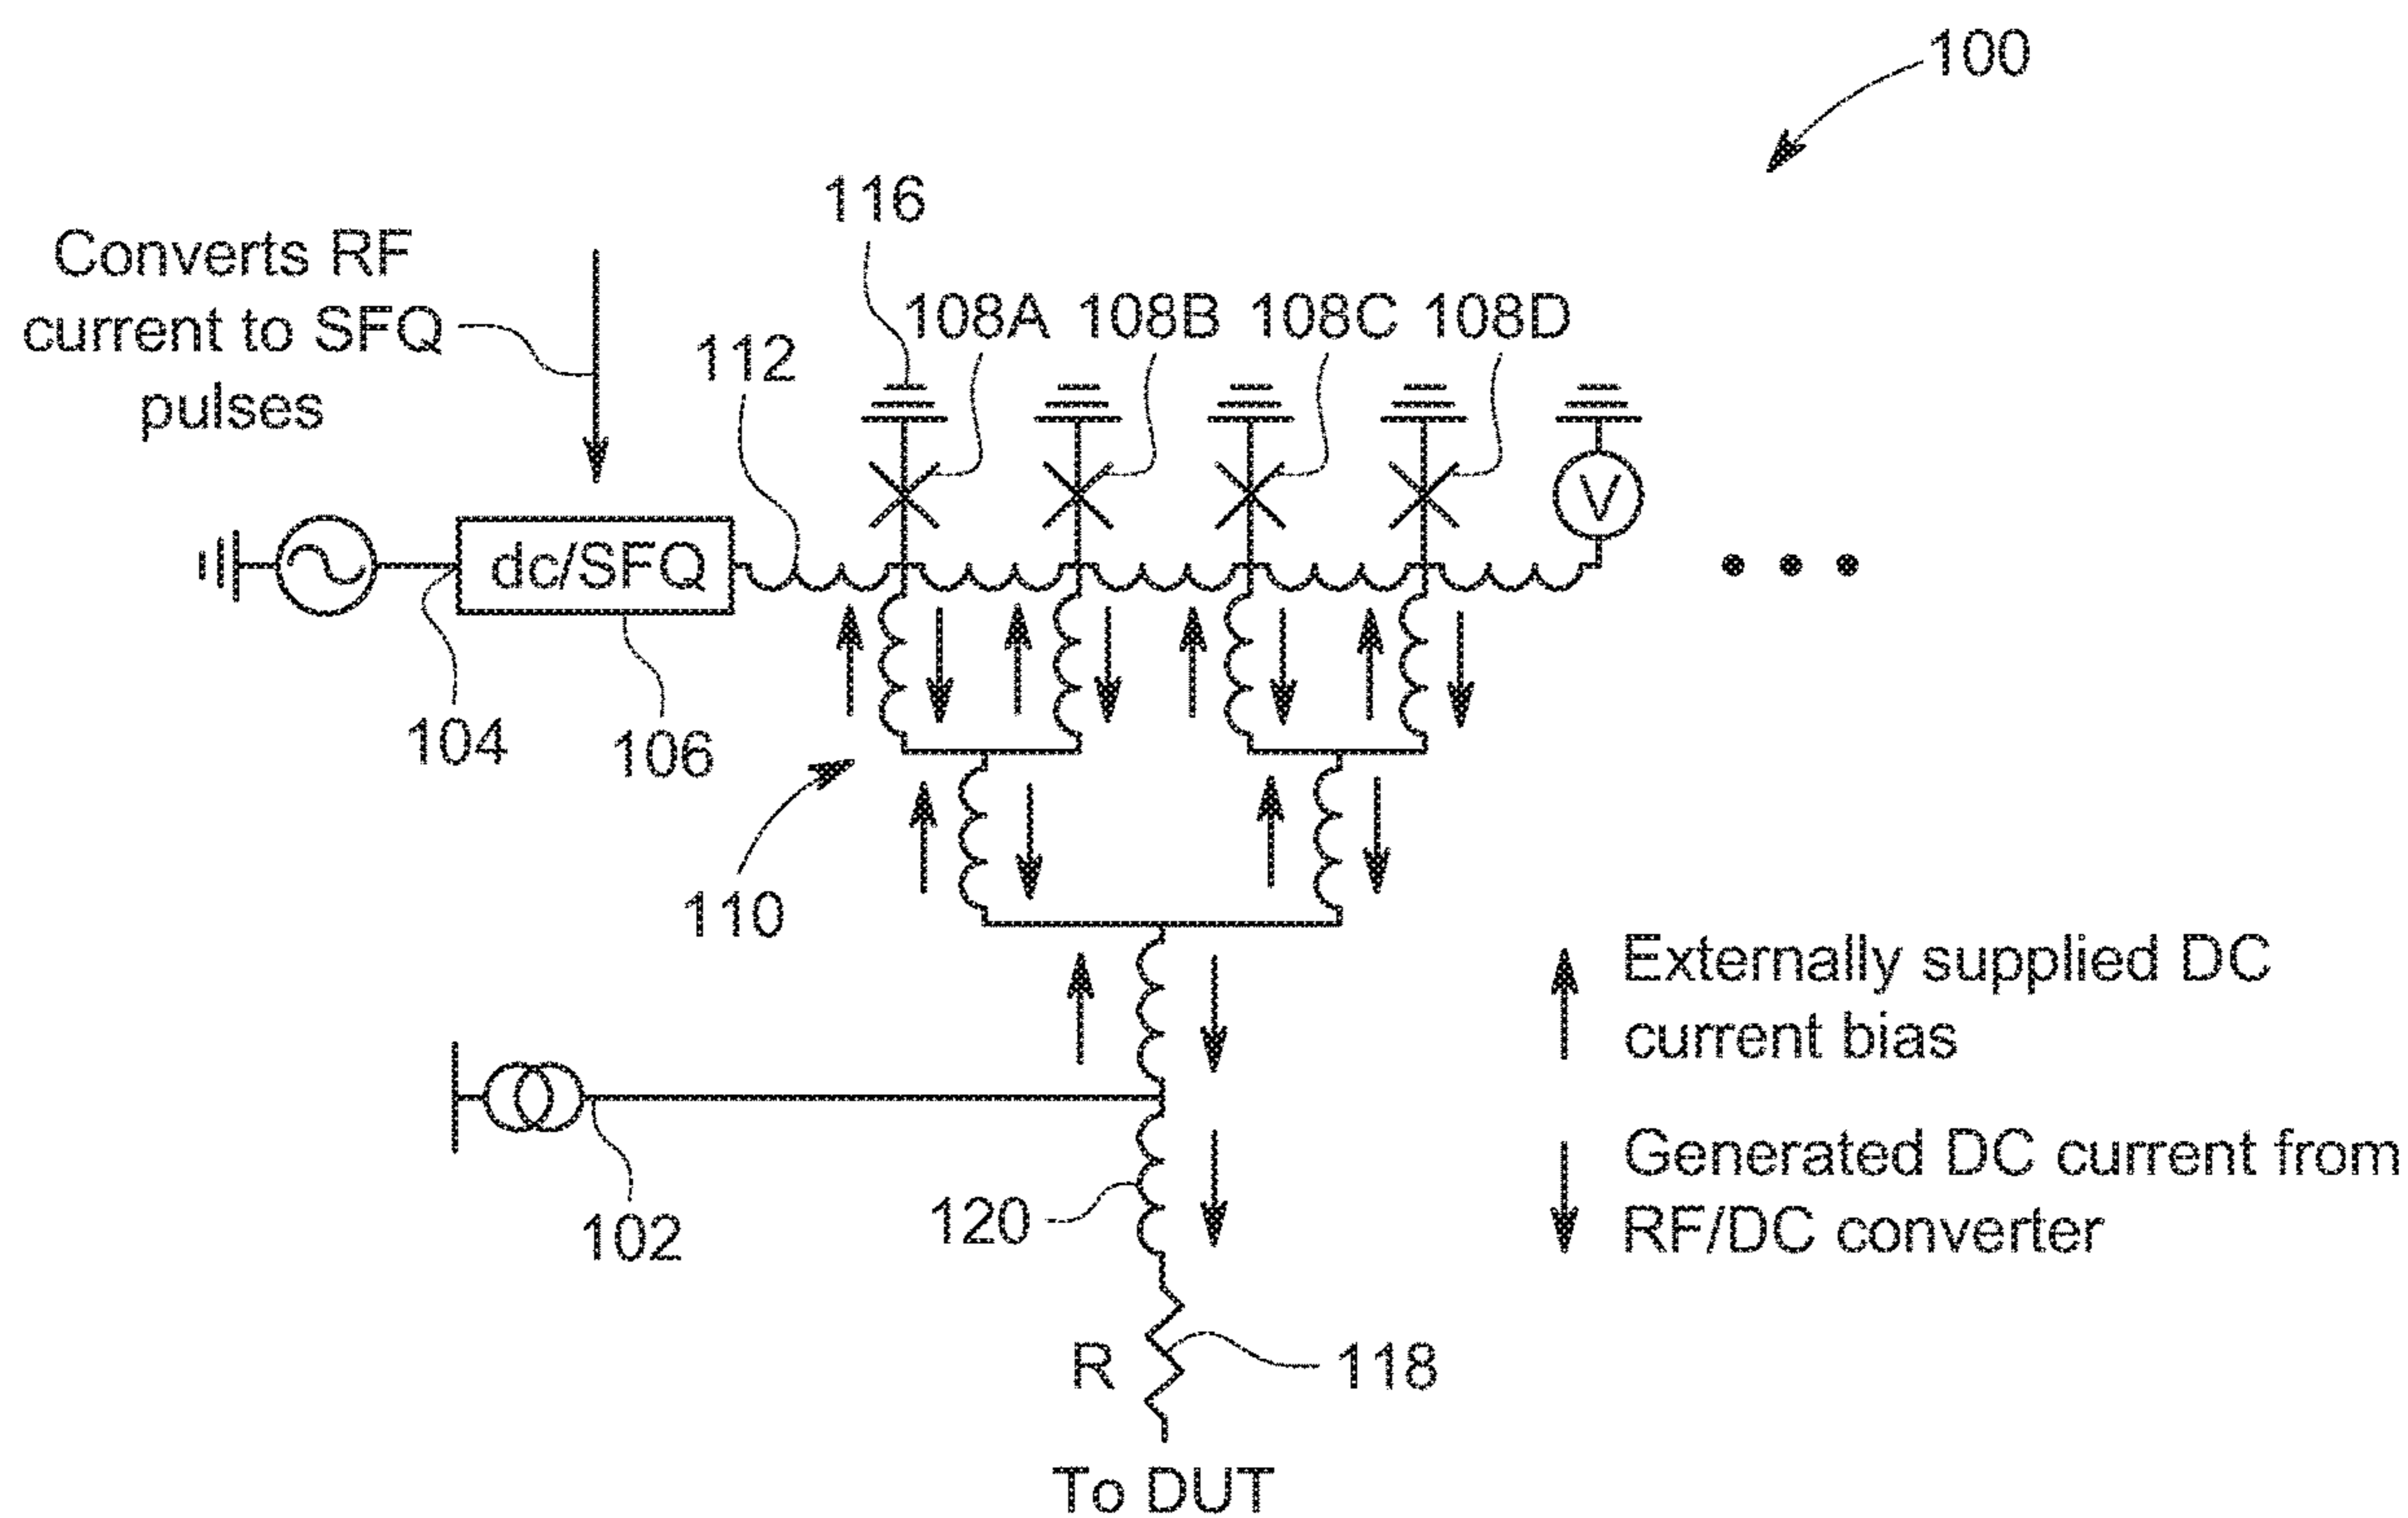 100
116
Converts RF
current to SFQ
pulses
108A 108B 108C 108D
112
V
dc/SFQ
104
106
110
Externally supplied DC
current bias
102
120
Generated DC current from
RF/DC converter
R
118
To DUT